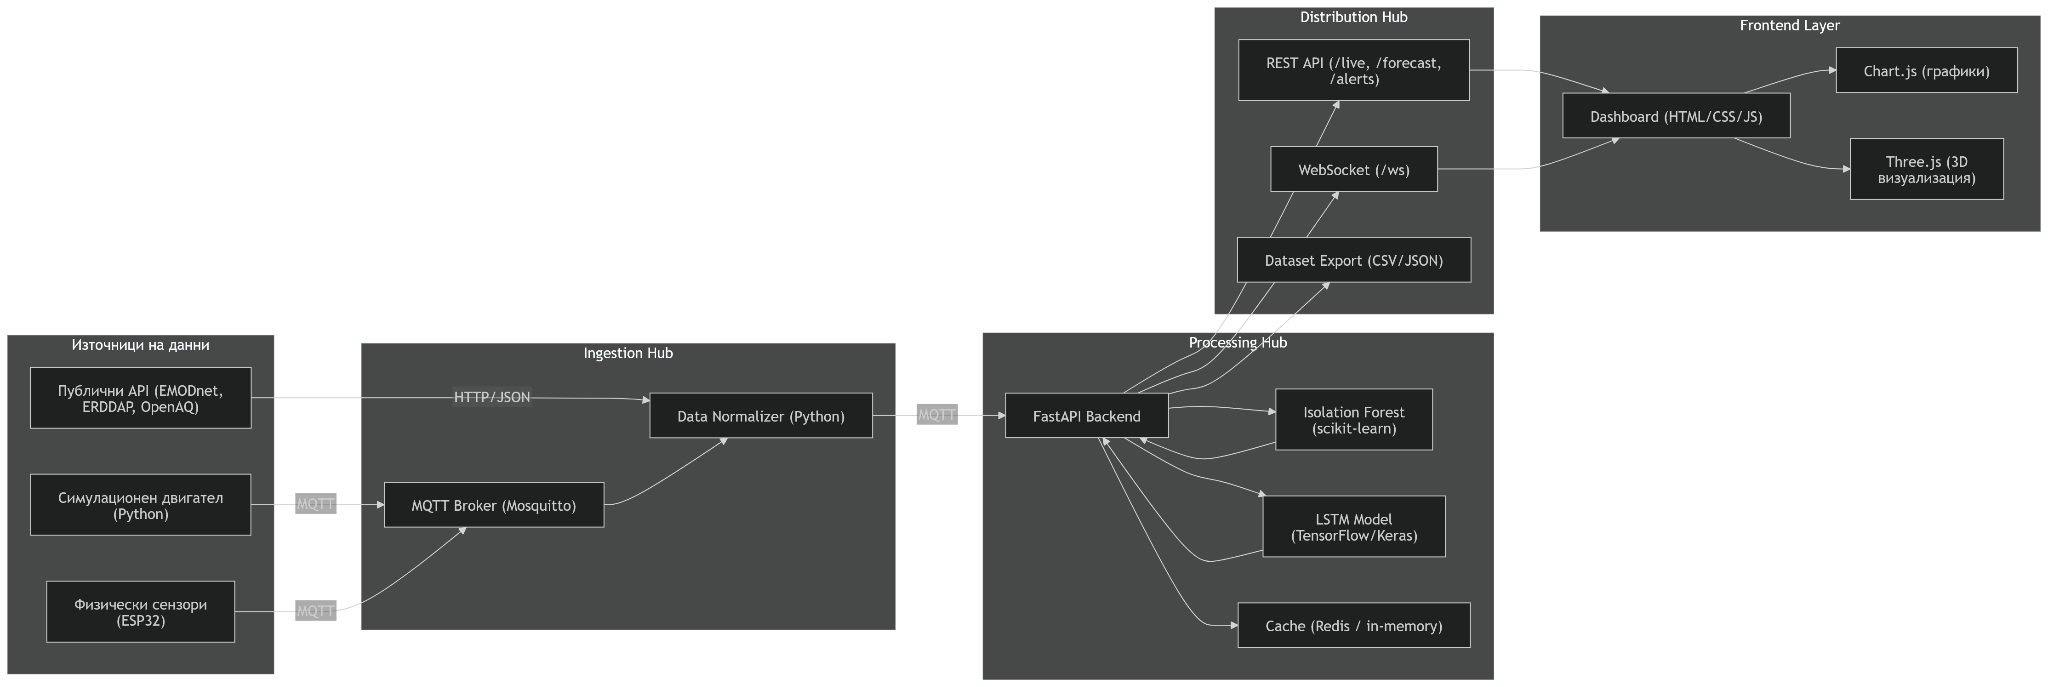 Източници на данни
Публични API (EMODnet,
ERDDAP, OpenAQ)
Симулационен двигател
(Python)
Физически сензори
(ESP32)
HTTP/JSON
MQTT
MQTT
Ingestion Hub
Data Normalizer (Python)
MQTT Broker (Mosquitto)
MQTT
Processing Hub
FastAPI Backend
Isolation Forest
(scikit-learn)
LSTM Model
(TensorFlow/Keras)
Cache (Redis / in-memory)
Distribution Hub
REST API (/live, /forecast,
/alerts)
WebSocket (/ws)
Dataset Export (CSV/JSON)
Frontend Layer
Dashboard (HTML/CSS/JS)
Chart.js (графики)
Three.js (3D
визуализация)